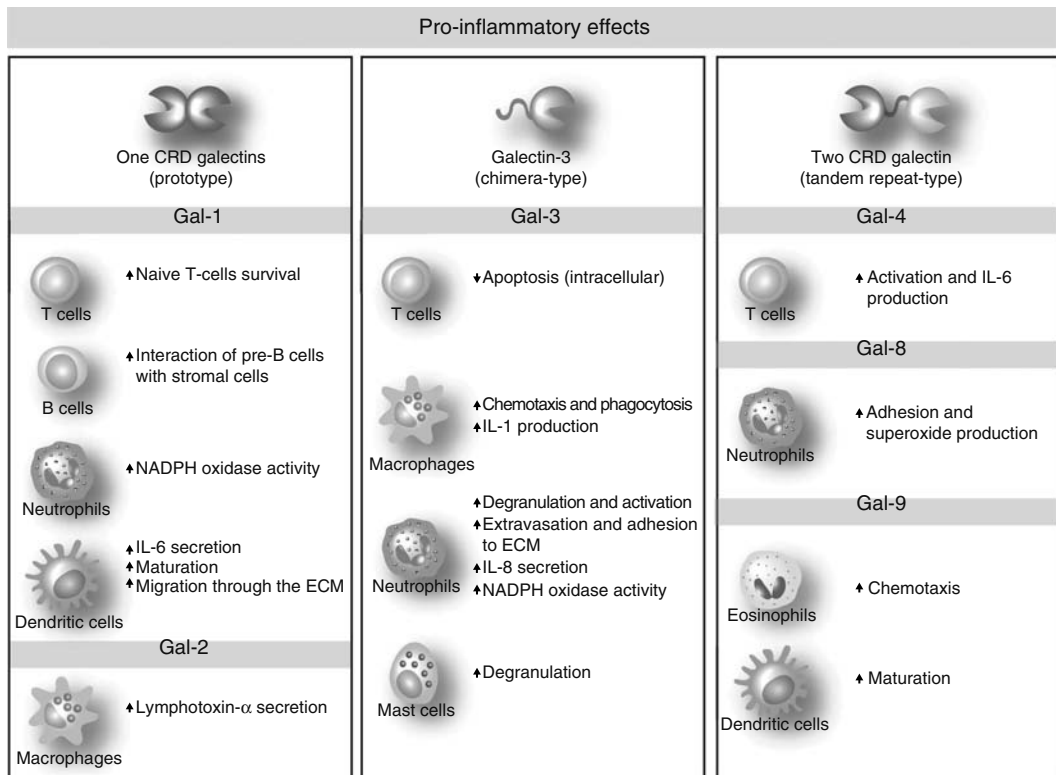 Pro-inflammatory effects
One CRD galectins
(prototype)
Gal-1
T cells
Naive T-cells survival
B cells
Interaction of pre-B cells
with stromal cells
Neutrophils
NADPH oxidase activity
Dendritic cells
IL-6 secretion
Maturation
Migration through the ECM
Gal-2
Macrophages
Lymphotoxin-α secretion
Galectin-3
(chimera-type)
Gal-3
T cells
Apoptosis (intracellular)
Macrophages
Chemotaxis and phagocytosis
IL-1 production
Neutrophils
Degranulation and activation
Extravasation and adhesion
to ECM
IL-8 secretion
NADPH oxidase activity
Mast cells
Degranulation
Two CRD galectin
(tandem repeat-type)
Gal-4
T cells
Activation and IL-6
production
Gal-8
Neutrophils
Adhesion and
superoxide production
Gal-9
Eosinophils
Chemotaxis
Dendritic cells
Maturation